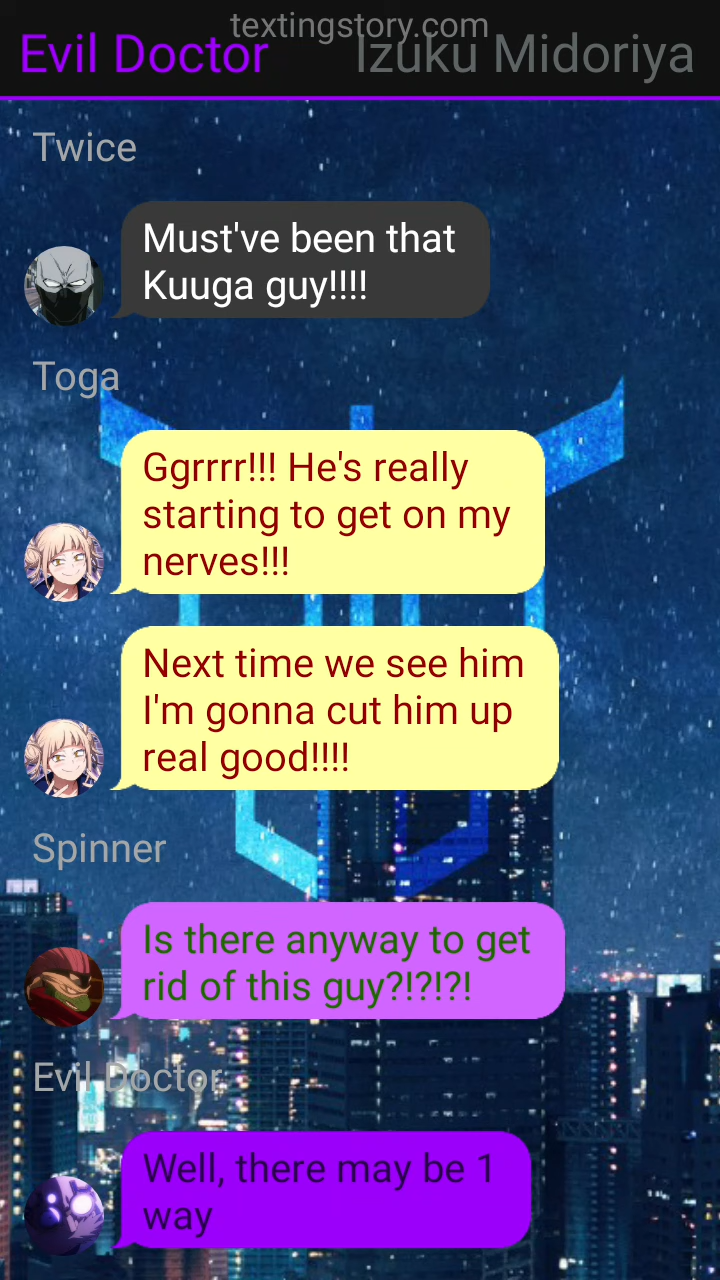 textingstory.com
Evil Doctor Izuku Midoriya
Twice
Must've been that
Kuuga guy!!!!
Toga
Ggrrrr!!! He's really
starting to get on my
nerves!!!
Next time we see him
I'm gonna cut him up
real good!!!!
Spinner
Is there anyway to get
rid of this guy?!?!?!
Evil Doctor
Well, there may be 1
way